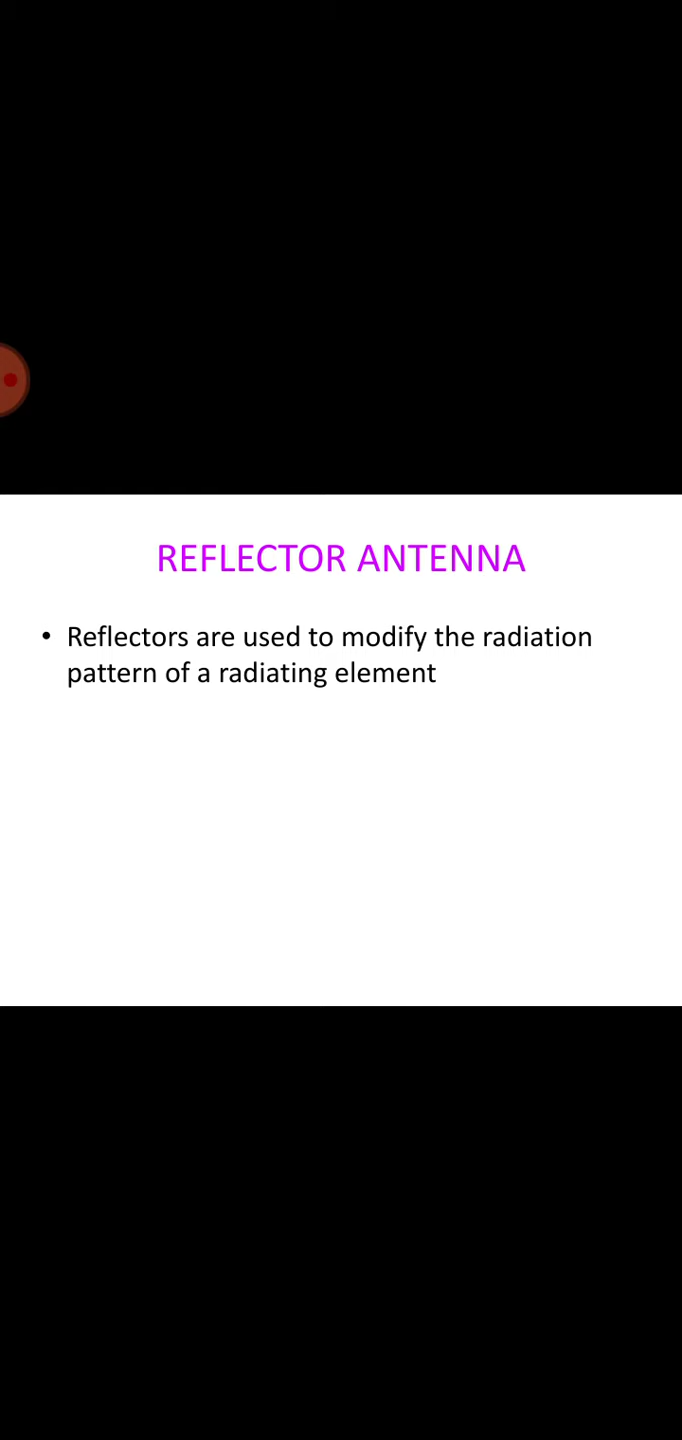 REFLECTOR ANTENNA
• Reflectors are used to modify the radiation
pattern of a radiating element